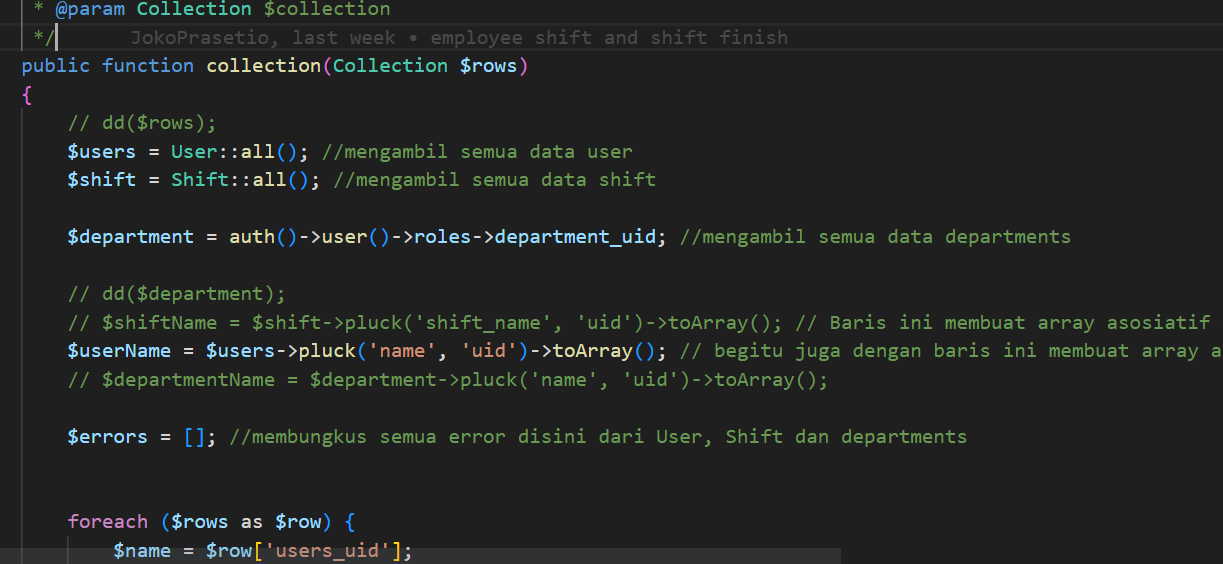 * @param Collection $collection
*/ JokoPrasetio, last week • employee shift and shift finish
public function collection(Collection $rows)
{
// dd($rows);
$users = User::all(); //mengambil semua data user
$shift = Shift::all(); //mengambil semua data shift
$department = auth()->user()->roles->department_uid; //mengambil semua data departments
// dd($department);
// $shiftName = $shift->pluck('shift_name', 'uid')->toArray(); // Baris ini membuat array asosiatif
$userName = $users->pluck('name', 'uid')->toArray(); // begitu juga dengan baris ini membuat array a
// $departmentName = $department->pluck('name', 'uid')->toArray();
$errors = []; //membungkus semua error disini dari User, Shift dan departments
foreach ($rows as $row) {
$name = $row['users_uid'];